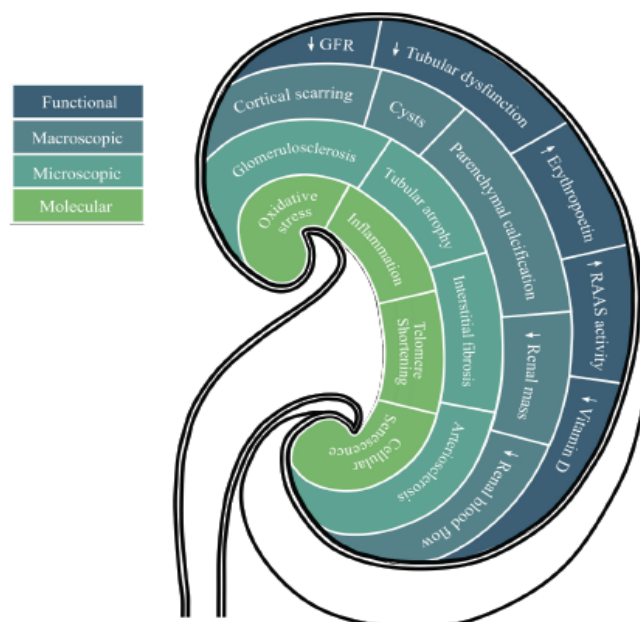 Functional
Macroscopic
Microscopic
Molecular
↓ GFR
↓ Tubular dysfunction
↑ Erythropoetin
↑ RAAS activity
↓ Vitamin D
Cortical scarring
Cysts
Parenchymal calcification
↓ Renal mass
↓ Renal blood flow
Glomerulosclerosis
Tubular atrophy
Interstitial fibrosis
Arteriosclerosis
Oxidative
stress
Inflammation
Telomere
Shortening
Cellular
Senescence